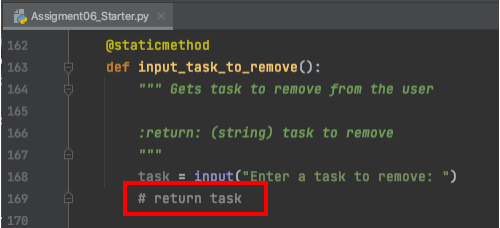 Assigment06_Starter.py ×
162 @staticmethod
163 def input_task_to_remove():
164 """ Gets task to remove from the user
165
166 :return: (string) task to remove
167 """
168 task = input("Enter a task to remove: ")
169 # return task
170